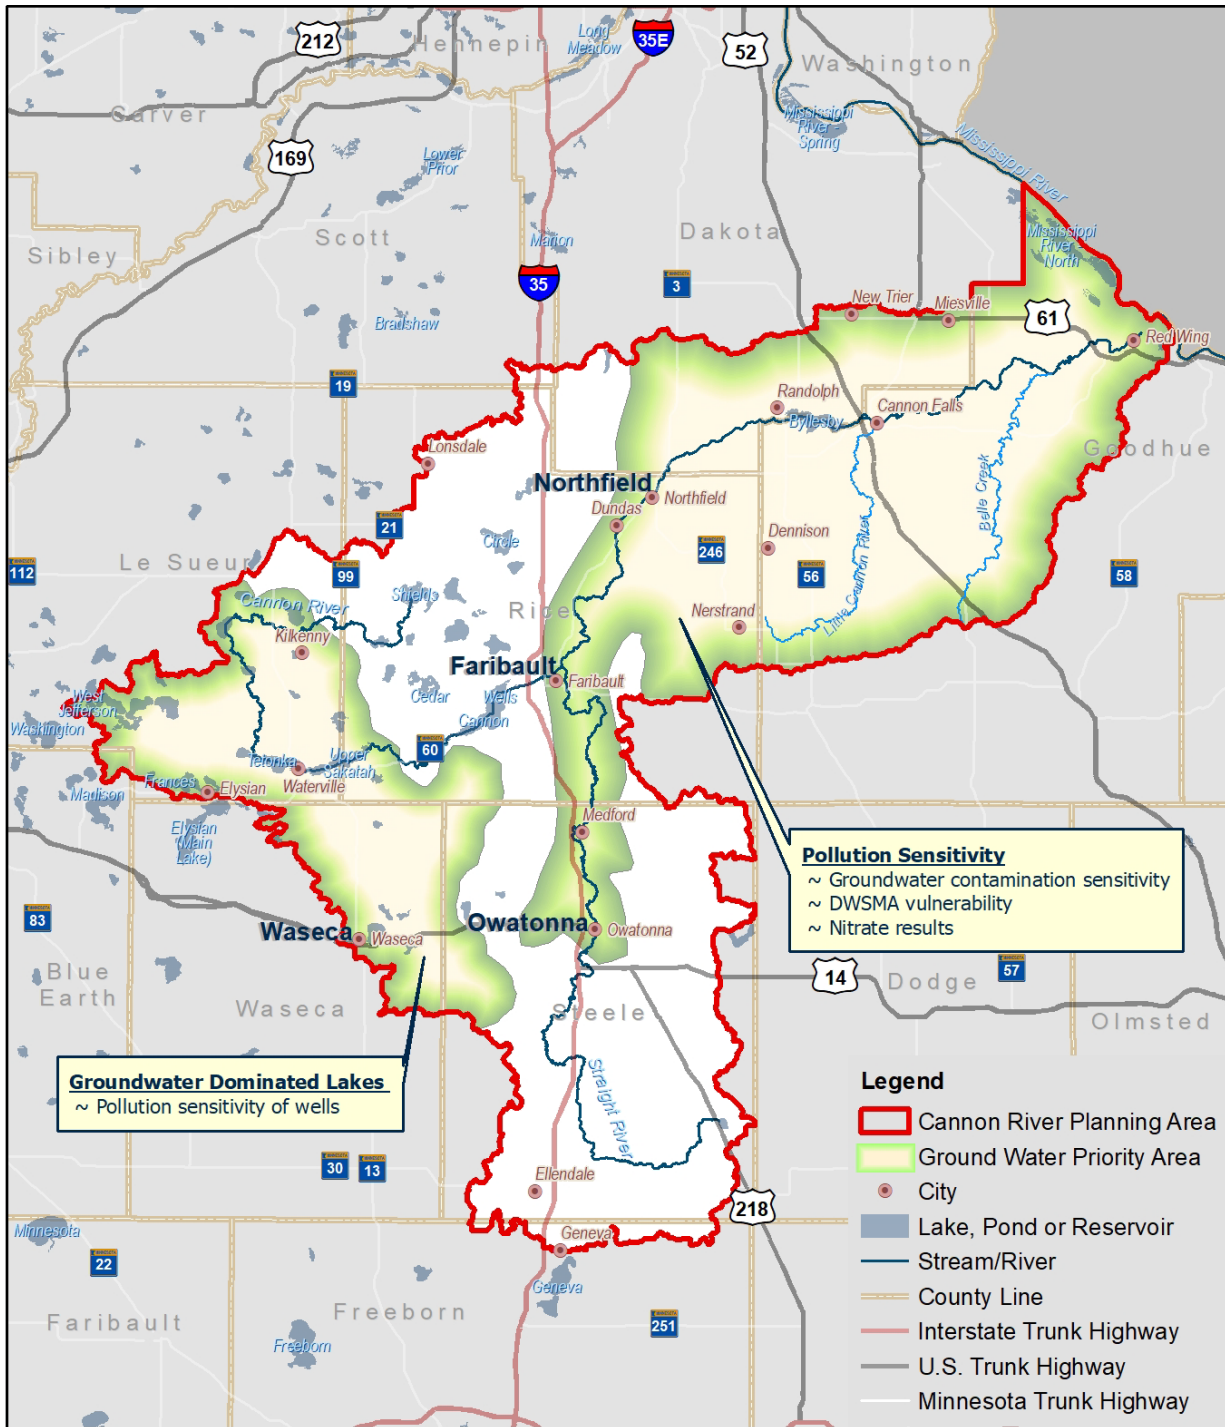 212
Hennepin
Long
Meadow
35E
52
Washington
Carver
Mississippi
River -
Spring
Mississippi River
169
Lower
Prior
Scott
Marion
Dakota
Sibley
Mississippi
River -
North
35
3
New Trier
Miesville
61
Bradshaw
Red Wing
19
Randolph
Byllesby
Cannon Falls
Goodhue
Lonsdale
Northfield
Northfield
Dundas
21
Circle
Dennison
Belle Creek
Le Sueur
246
112
99
56
58
Little Cannon River
Cannon River
Shields
Rice
Nerstrand
Kilkenny
Faribault
Faribault
West
Jefferson
Cedar
Wells
Washington
Cannon
60
Tetonka
Upper
Sakatah
Waterville
Frances
Elysian
Madison
Elysian
(Main
Lake)
Medford
Pollution Sensitivity
~ Groundwater contamination sensitivity
~ DWSMA vulnerability
~ Nitrate results
83
Waseca
Waseca
Owatonna
Owatonna
Blue
Earth
14
Dodge
57
Waseca
Steele
Olmsted
Groundwater Dominated Lakes
~ Pollution sensitivity of wells
Straight River
30
13
Ellendale
218
Minnesota
Geneva
22
Geneva
Faribault
Freeborn
251
Freeborn
Legend
Cannon River Planning Area
Ground Water Priority Area
City
Lake, Pond or Reservoir
Stream/River
County Line
Interstate Trunk Highway
U.S. Trunk Highway
Minnesota Trunk Highway